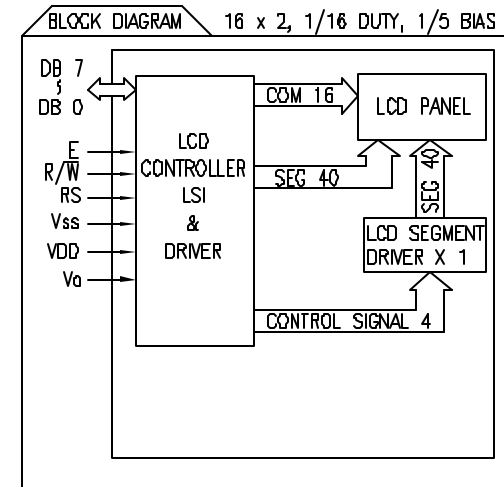 BLOCK DIAGRAM 16 x 2, 1/16 DUTY, 1/5 BIAS
DB 7
DB 0
E
R/W̅
RS
Vss
VDD
Vo
LCD
CONTROLLER
LSI
&
DRIVER
COM 16
SEG 40
LCD PANEL
SEG 40
LCD SEGMENT
DRIVER X 1
CONTROL SIGNAL 4